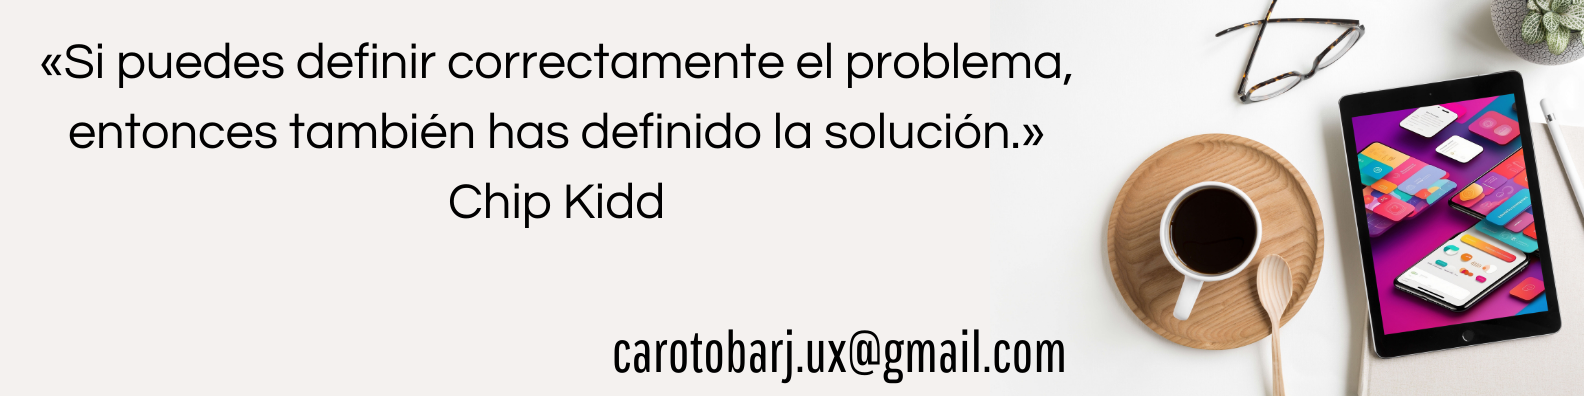 «Si puedes definir correctamente el problema,
entonces también has definido la solución.»
Chip Kidd
carotobarj.ux@gmail.com